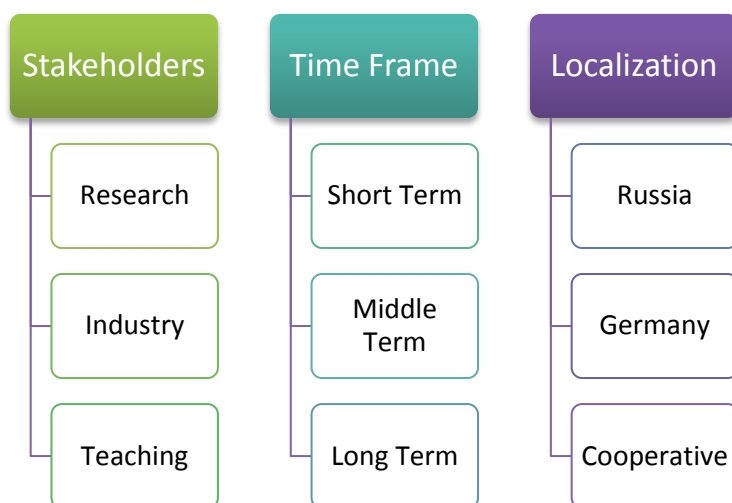 Stakeholders
Research
Industry
Teaching
Time Frame
Short Term
Middle
Term
Long Term
Localization
Russia
Germany
Cooperative